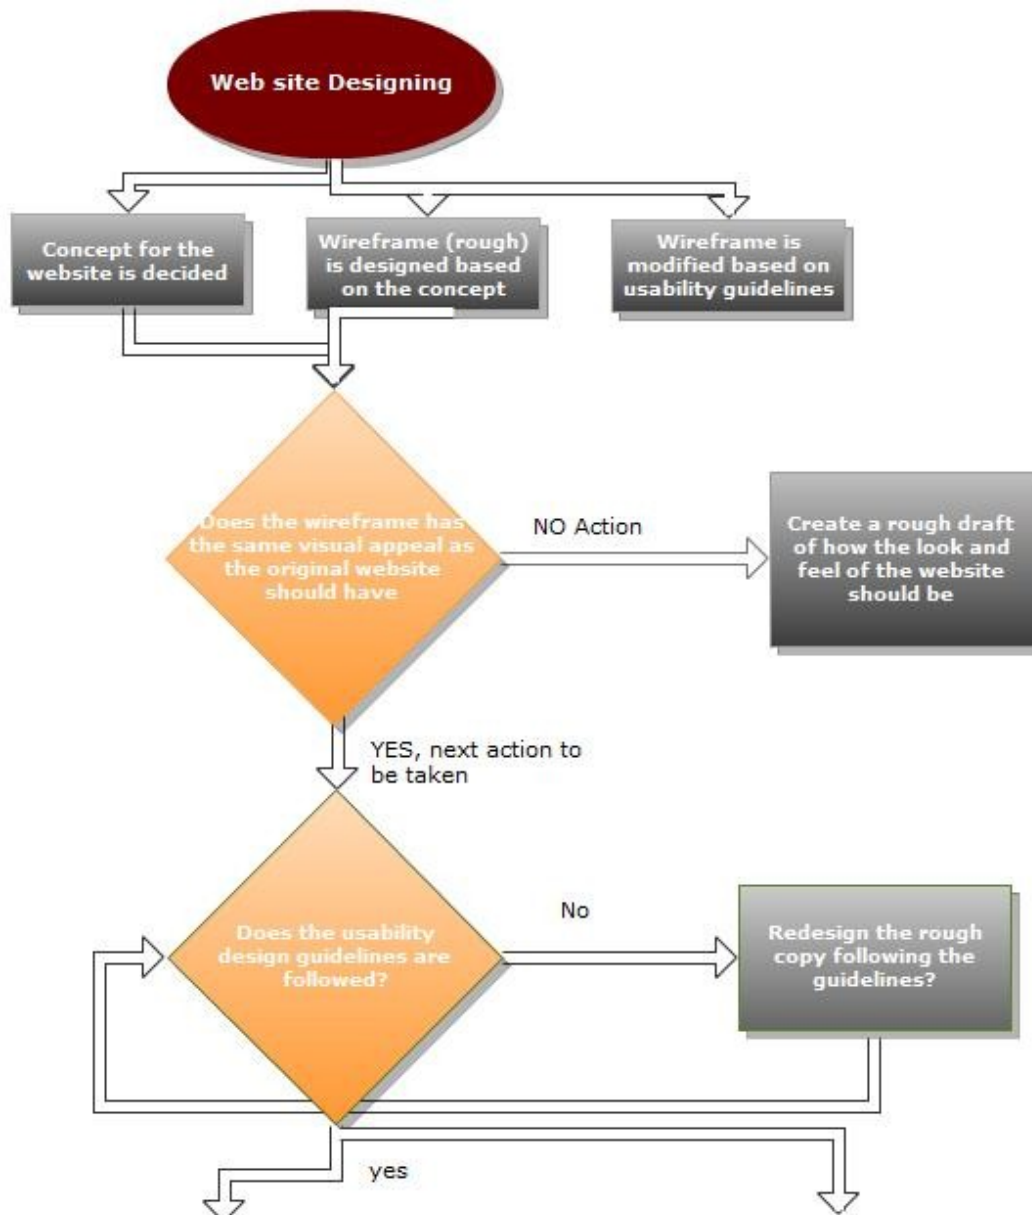 Web site Designing
Concept for the
website is decided
Wireframe (rough)
is designed based
on the concept
Wireframe is
modified based on
usability guidelines
Does the wireframe has
the same visual appeal as
the original website
should have
NO Action
Create a rough draft
of how the look and
feel of the website
should be
YES, next action to
be taken
Does the usability
design guidelines are
followed?
No
Redesign the rough
copy following the
guidelines?
yes